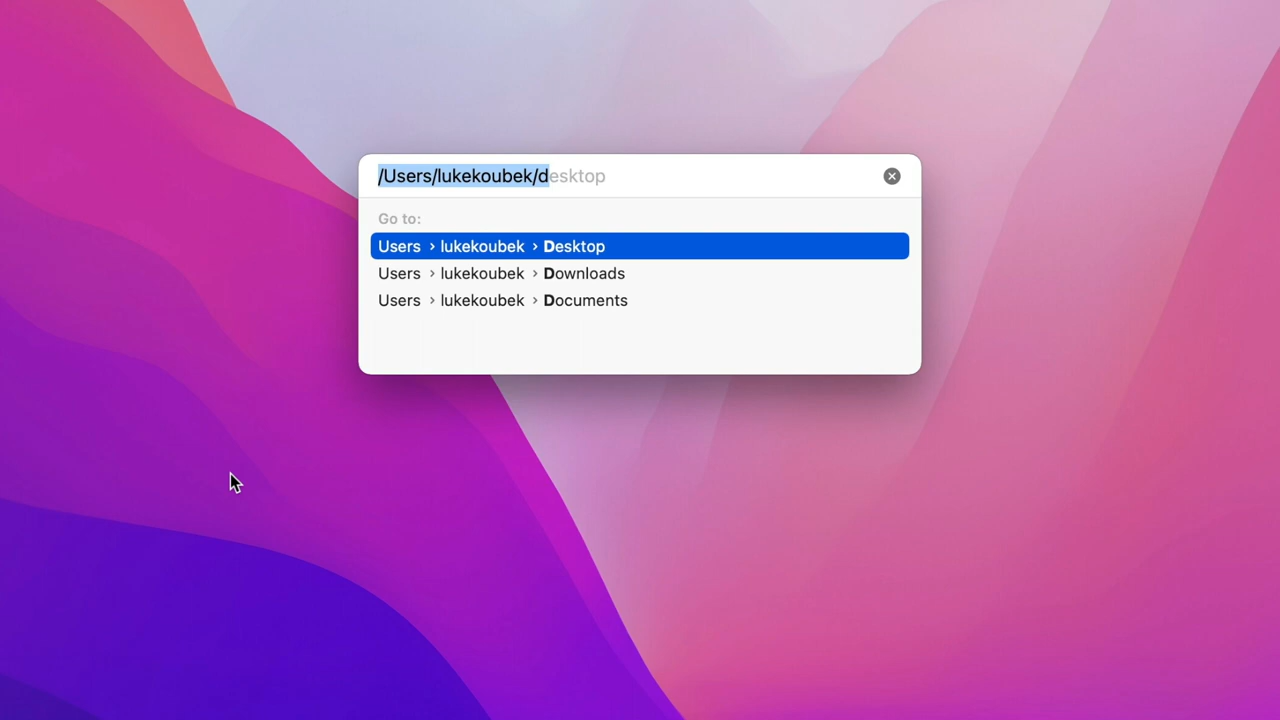 /Users/lukekoubek/desktop
Go to:
Users › lukekoubek › Desktop
Users › lukekoubek › Downloads
Users › lukekoubek › Documents